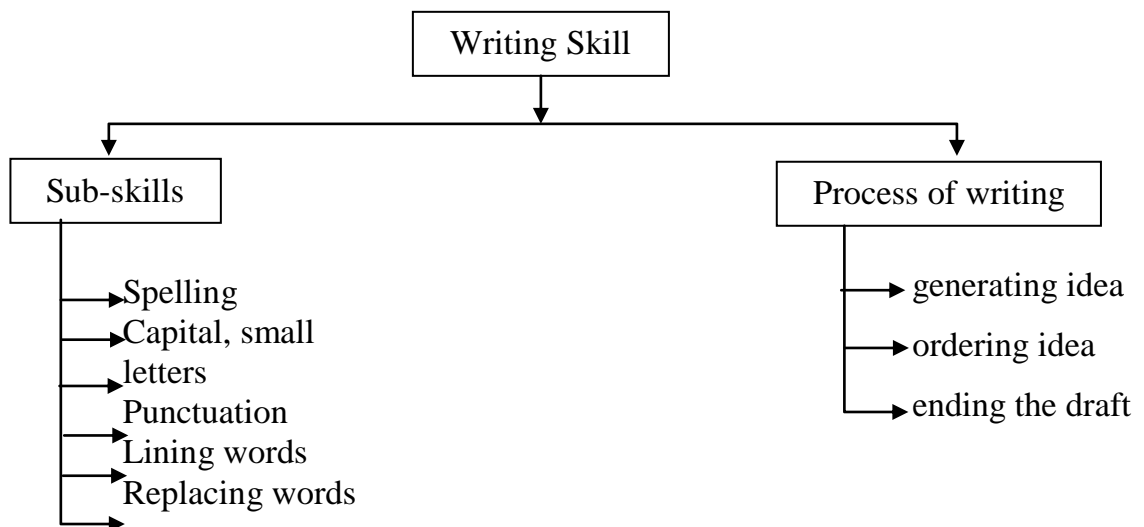 Writing Skill
Sub-skills
Process of writing
Spelling
Capital, small
letters
Punctuation
Lining words
Replacing words
generating idea
ordering idea
ending the draft